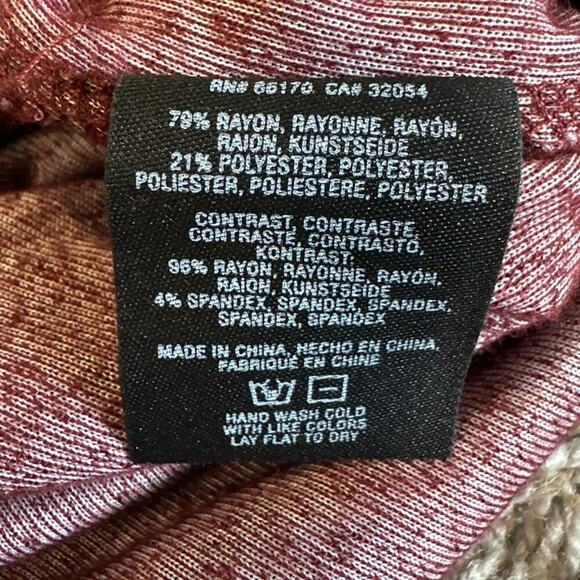 RN# 66170 CA# 32054
79% RAYON, RAYONNE, RAYÓN,
RAION, KUNSTSEIDE
21% POLYESTER, POLYESTER,
POLIESTER, POLIESTERE, POLYESTER
CONTRAST, CONTRASTE,
CONTRASTE, CONTRASTO,
KONTRAST,
96% RAYON, RAYONNE, RAYÓN,
RAION, KUNSTSEIDE
4% SPANDEX, SPANDEX, SPANDEX,
SPANDEX, SPANDEX
MADE IN CHINA, HECHO EN CHINA,
FABRIQUÉ EN CHINE
HAND WASH COLD
WITH LIKE COLORS
LAY FLAT TO DRY